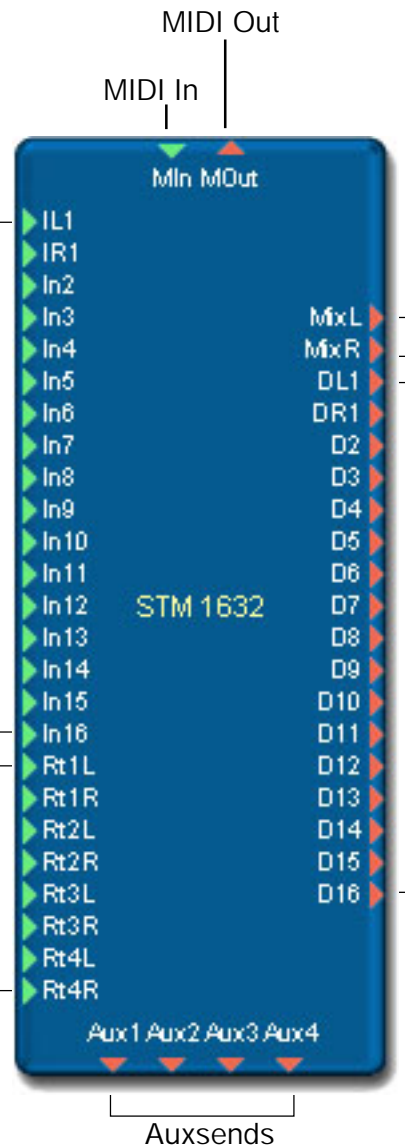 MIDI Out
MIDI In
MIn MOut
IL1
IR1
In2
In3 MixL
In4 MixR
In5 DL1
In6 DR1
In7 D2
In8 D3
In9 D4
In10 D5
In11 D6
In12 STM 1632 D7
In13 D8
In14 D9
In15 D10
In16 D11
Rt1L D12
Rt1R D13
Rt2L D14
Rt2R D15
Rt3L D16
Rt3R
Rt4L
Rt4R
Aux1 Aux2 Aux3 Aux4
Auxsends